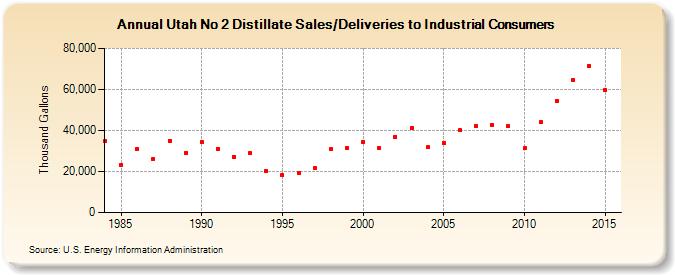 Annual Utah No 2 Distillate Sales/Deliveries to Industrial Consumers
Thousand Gallons
80,000
60,000
40,000
20,000
0
1985 1990 1995 2000 2005 2010 2015
Source: U.S. Energy Information Administration